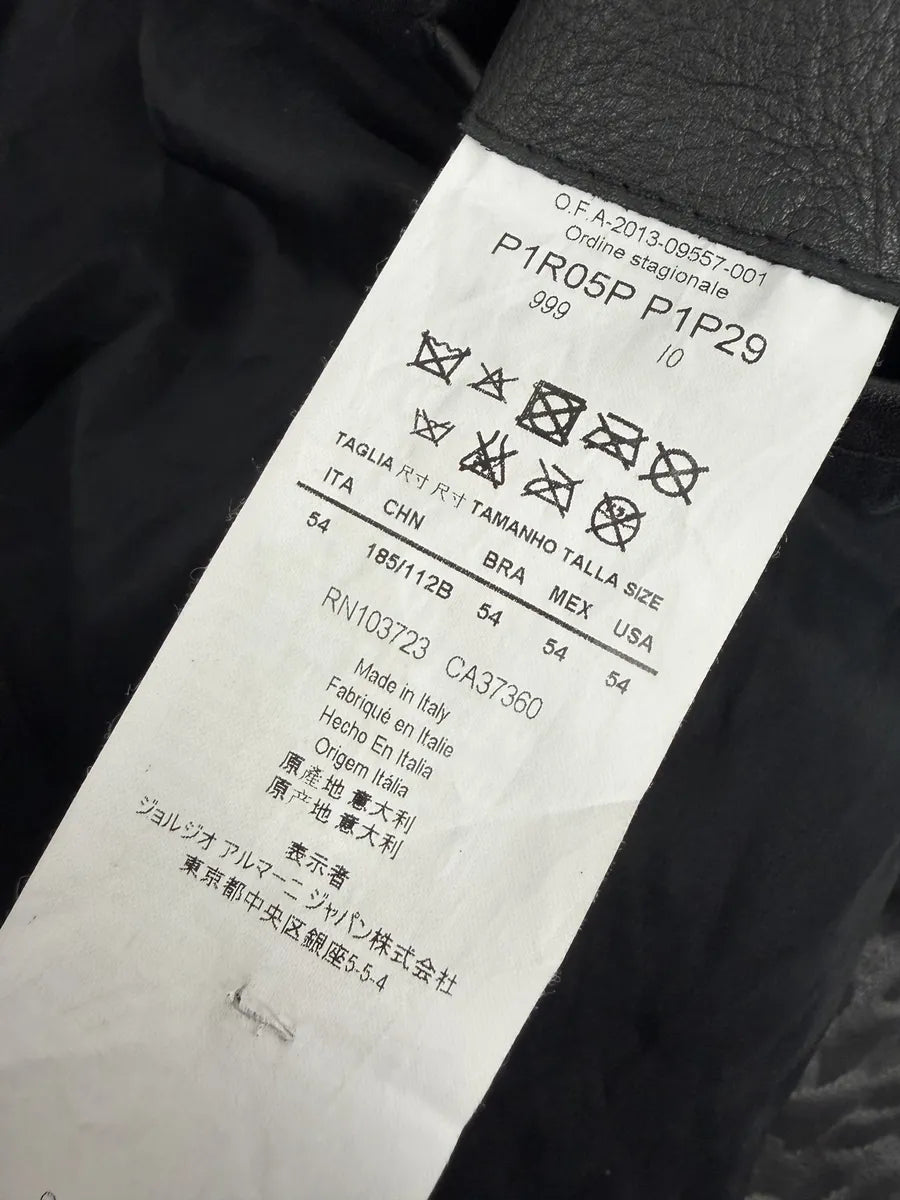 O.F.A-2013-09557-001
Ordine stagionale
P1R05P P1P29
999 10
TAGLIA 尺寸 尺寸 TAMANHO TALLA SIZE
ITA CHN BRA MEX USA
54 185/112B 54 54 54
RN103723 CA37360
Made in Italy
Fabriqué en Italie
Hecho En Italia
Origem Itália
原產地 意大利
原产地 意大利
表示者
ジョルジオ アルマーニ ジャパン株式会社
東京都中央区銀座5-5-4